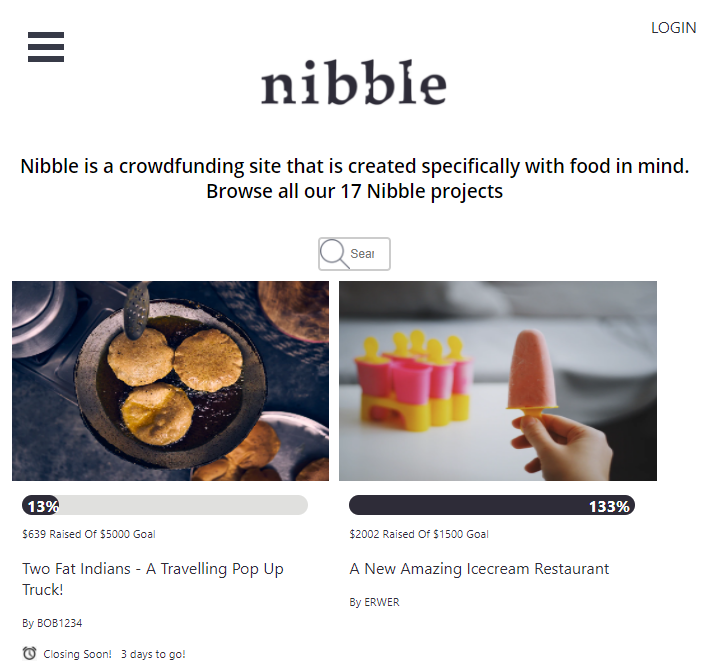 LOGIN
nibble
Nibble is a crowdfunding site that is created specifically with food in mind.
Browse all our 17 Nibble projects
Sear
13%
$639 Raised Of $5000 Goal
Two Fat Indians - A Travelling Pop Up
Truck!
By BOB1234
Closing Soon! 3 days to go!
133%
$2002 Raised Of $1500 Goal
A New Amazing Icecream Restaurant
By ERWER